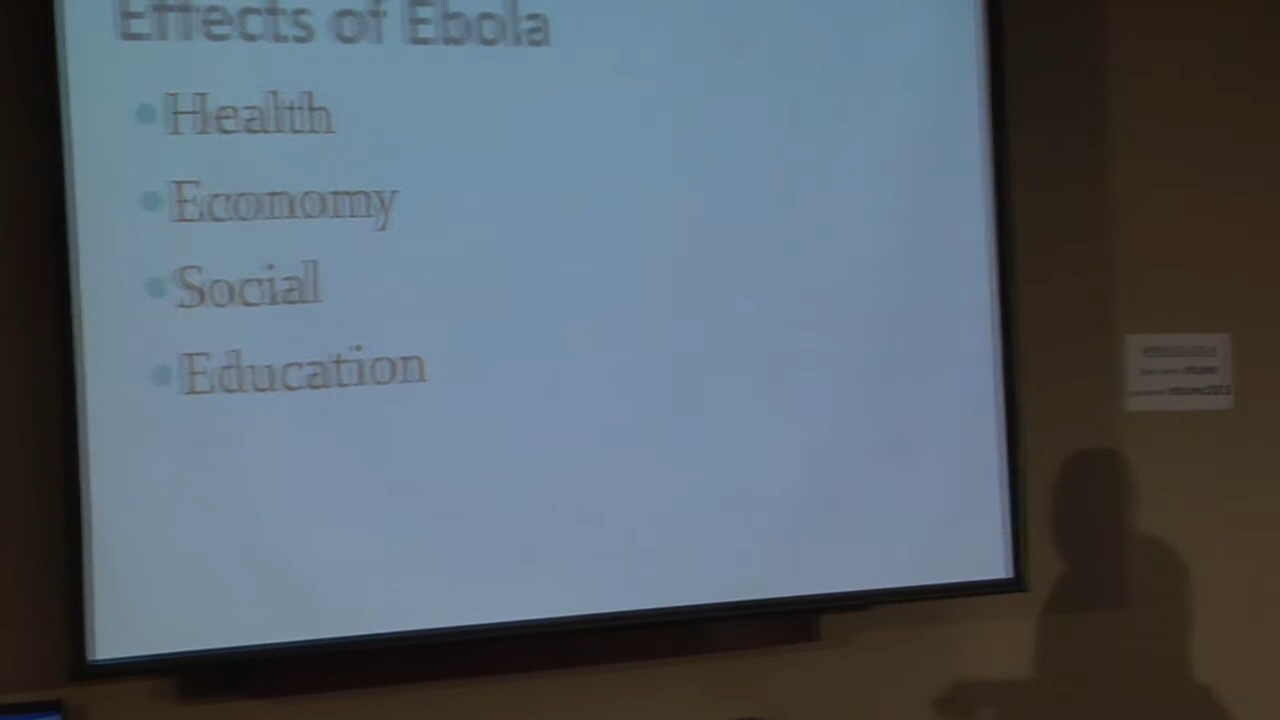 Effects of Ebola
Health
Economy
Social
Education